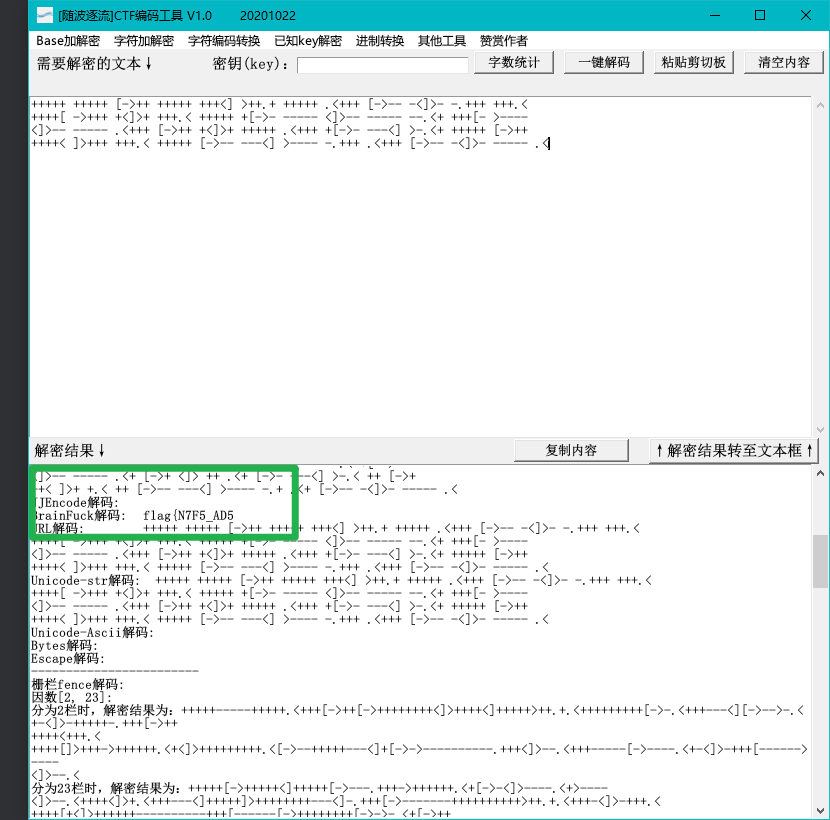 [随波逐流]CTF编码工具 V1.0 20201022
Base加解密 字符加解密 字符编码转换 已知key解密 进制转换 其他工具 赞赏作者
需要解密的文本↓ 密钥(key): 字数统计 一键解码 粘贴剪切板 清空内容
+++++ +++++ [->++ +++++ +++<] >++.+ +++++ .<+++ [->-- -<]>- -.+++ +++.<
++++[ ->+++ +<]>+ +++.< +++++ +[->- ----- <]>-- ----- --.<+ +++[- >----
<]>-- ----- .<+++ [->++ +<]>+ +++++ .<+++ +[->- ---<] >-.<+ +++++ [->++
++++< ]>+++ +++.< +++++ [->-- ---<] >---- -.+++ .<+++ [->-- -<]>- ----- .<
解密结果↓ 复制内容 ↑解密结果转至文本框↑
<]>-- ----- .<+ [->+ <]> ++ .<+ [->- ---<] >-.< ++ [->+
++< ]>+ +.< ++ [->-- ---<] >---- -.+ .<+ [->-- -<]>- ----- .<
JJEncode解码:
BrainFuck解码: flag{N7F5_AD5
URL解码: +++++ +++++ [->++ +++++ +++<] >++.+ +++++ .<+++ [->-- -<]>- -.+++ +++.<
++++[ ->+++ +<]>+ +++.< +++++ +[->- ----- <]>-- ----- --.<+ +++[- >----
<]>-- ----- .<+++ [->++ +<]>+ +++++ .<+++ +[->- ---<] >-.<+ +++++ [->++
++++< ]>+++ +++.< +++++ [->-- ---<] >---- -.+++ .<+++ [->-- -<]>- ----- .<
Unicode-str解码: +++++ +++++ [->++ +++++ +++<] >++.+ +++++ .<+++ [->-- -<]>- -.+++ +++.<
++++[ ->+++ +<]>+ +++.< +++++ +[->- ----- <]>-- ----- --.<+ +++[- >----
<]>-- ----- .<+++ [->++ +<]>+ +++++ .<+++ +[->- ---<] >-.<+ +++++ [->++
++++< ]>+++ +++.< +++++ [->-- ---<] >---- -.+++ .<+++ [->-- -<]>- ----- .<
Unicode-Ascii解码:
Bytes解码:
Escape解码:
------------------------
栅栏fence解码:
因数[2, 23]:
分为2栏时，解密结果为：+++++-----+++++.<+++[->++[->++++++++<]>++++<]+++++>++.+.<+++++++++[->-.<+++---<][->-->-.<
+-<]>-+++++-.+++[->++
++++<+++.<
++++[]>+++->++++++.<+<]>+++++++++.<[->--+++++---<]+[->->----------.+++<]>--.<+++-----[->----.<+-<]>-+++[------>
----
<]>--.<
分为23栏时，解密结果为：+++++[->+++++<]+++++[->---.+++->++++++.<+[->-<]>----.<+>----
<]>--.<++++<]>+.<+++---<]+++++]>++++++++---<]-.+++[->-------++++++++++>++.+.<+++-<]>-+++.<